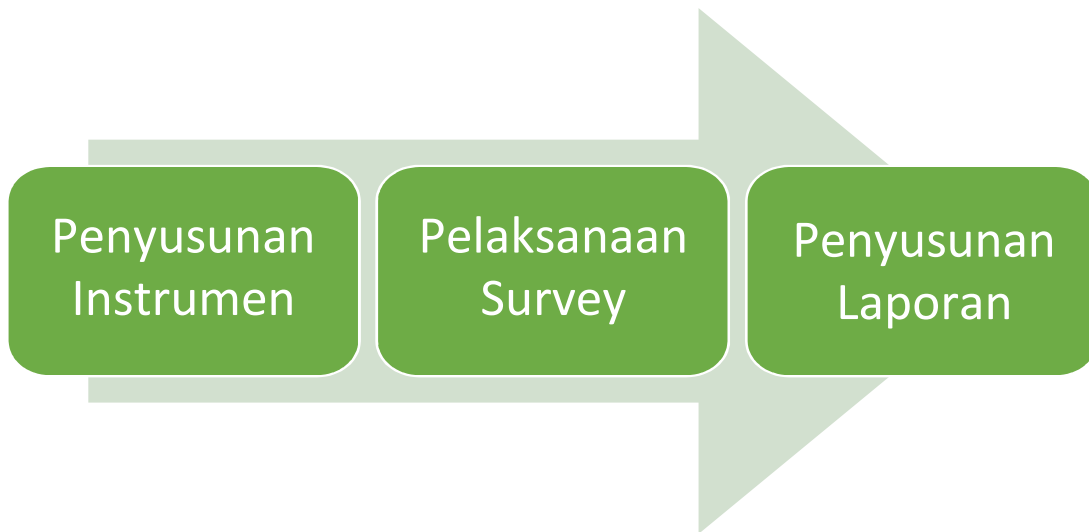 Penyusunan
Instrumen
Pelaksanaan
Survey
Penyusunan
Laporan